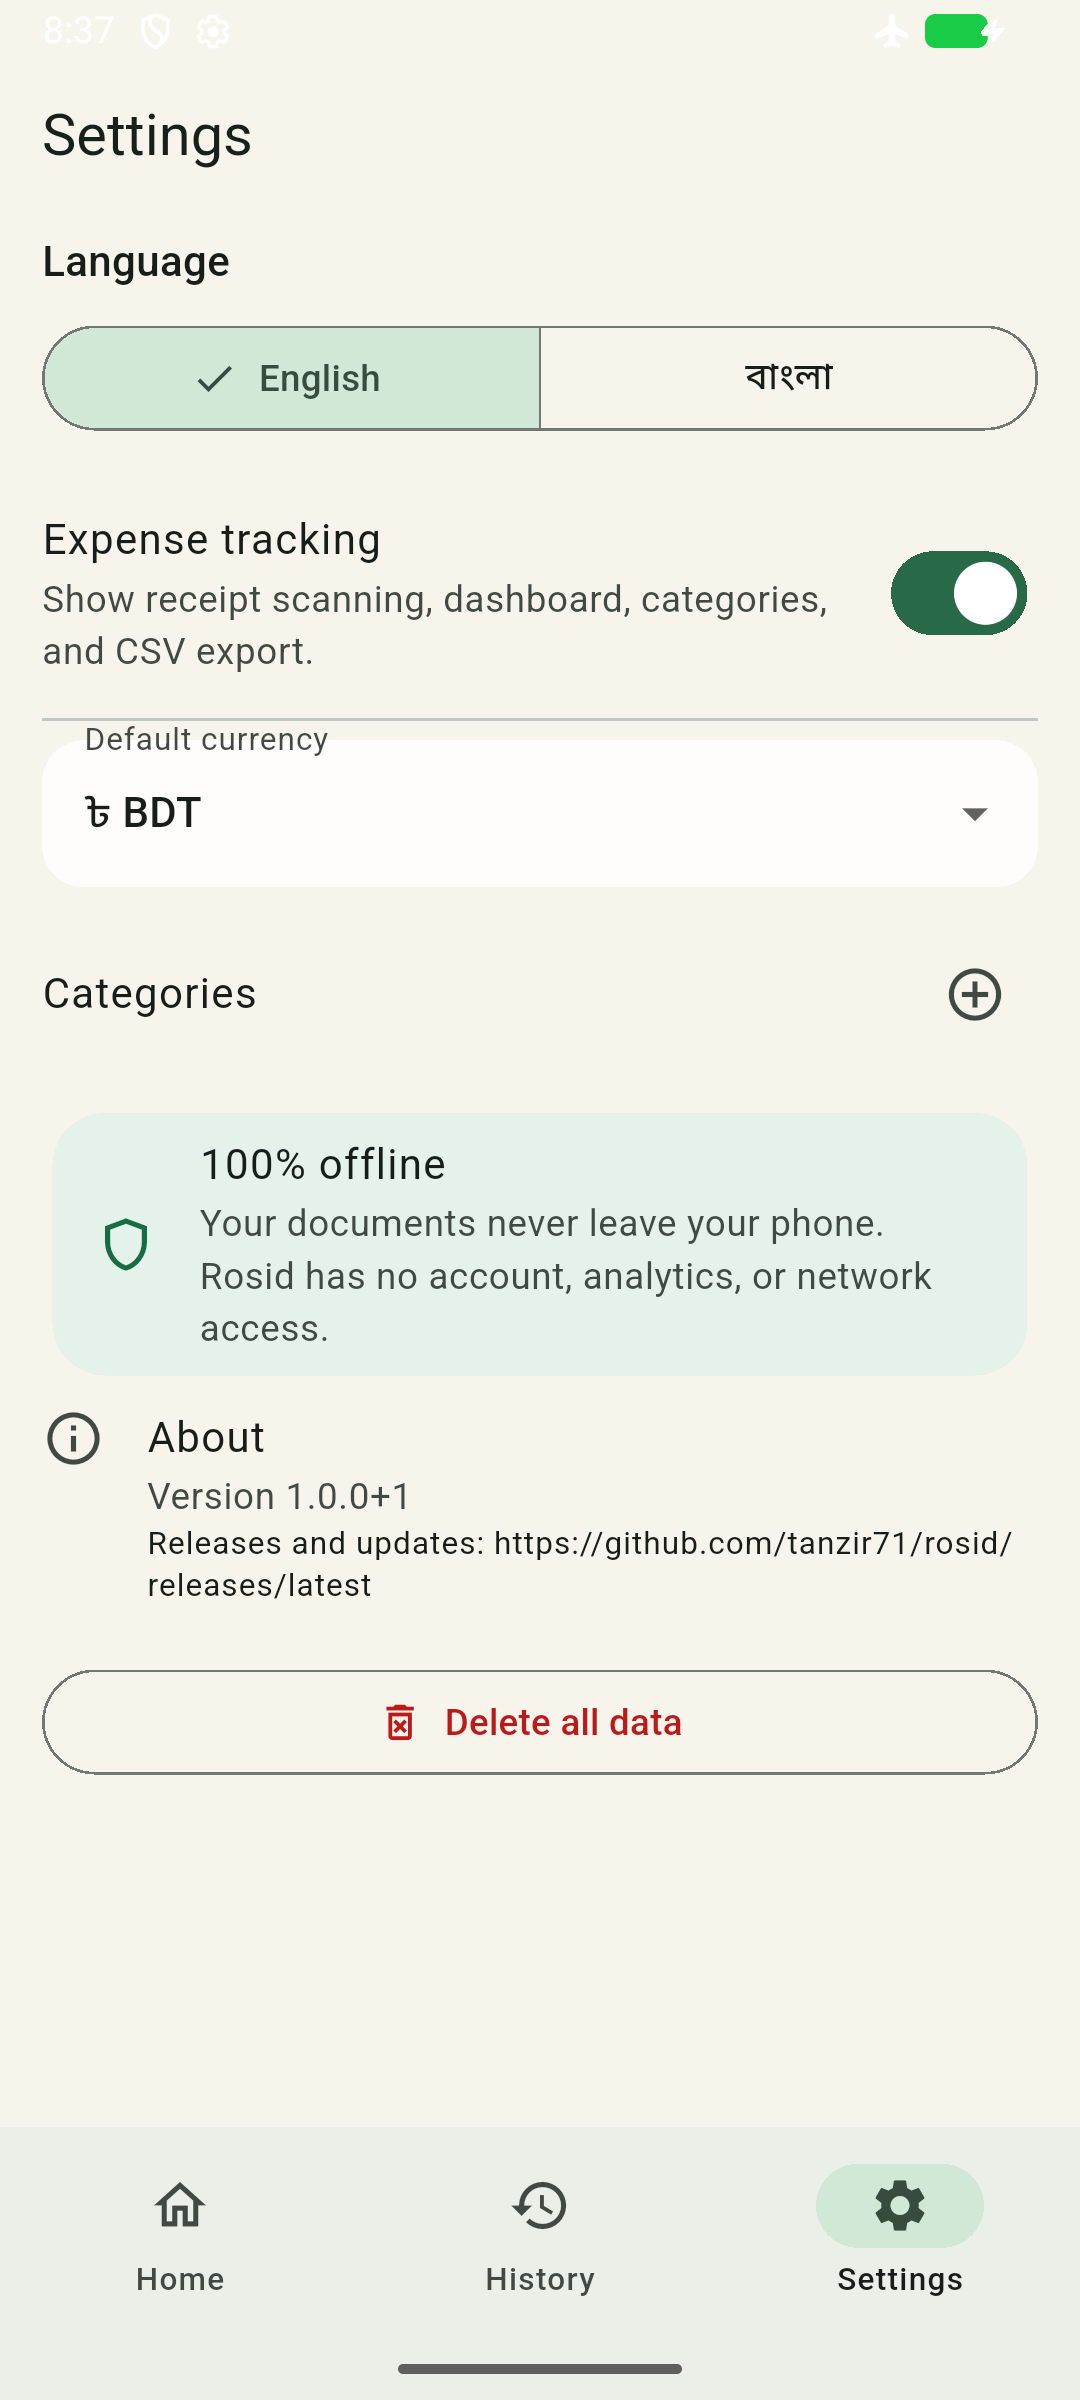 8:37
Settings
Language
English
বাংলা
Expense tracking
Show receipt scanning, dashboard, categories,
and CSV export.
Default currency
৳ BDT
Categories
100% offline
Your documents never leave your phone.
Rosid has no account, analytics, or network
access.
About
Version 1.0.0+1
Releases and updates: https://github.com/tanzir71/rosid/
releases/latest
Delete all data
Home
History
Settings